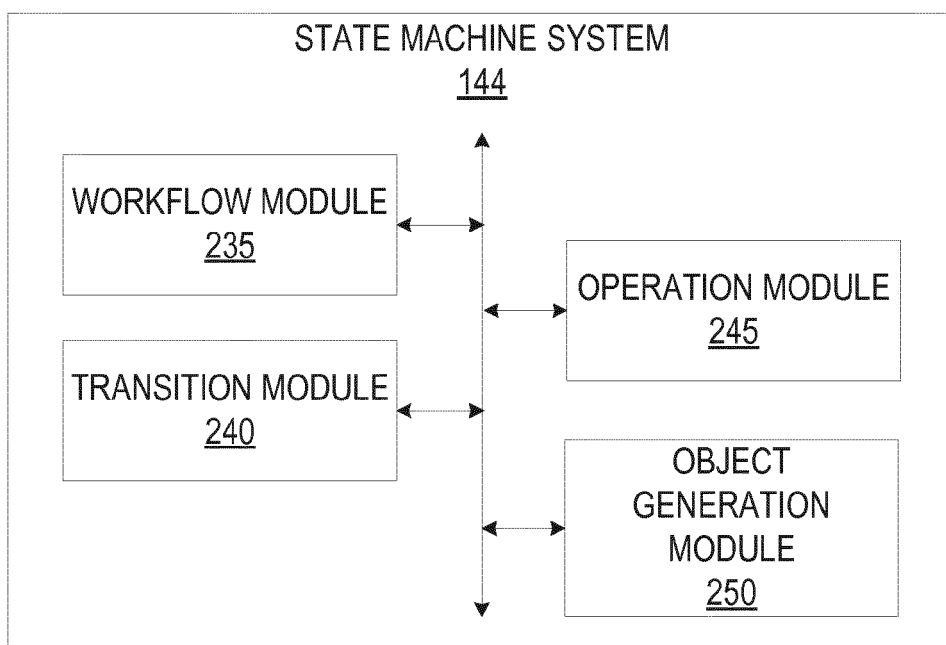 STATE MACHINE SYSTEM
144
WORKFLOW MODULE
235
OPERATION MODULE
245
TRANSITION MODULE
240
OBJECT
GENERATION
MODULE
250